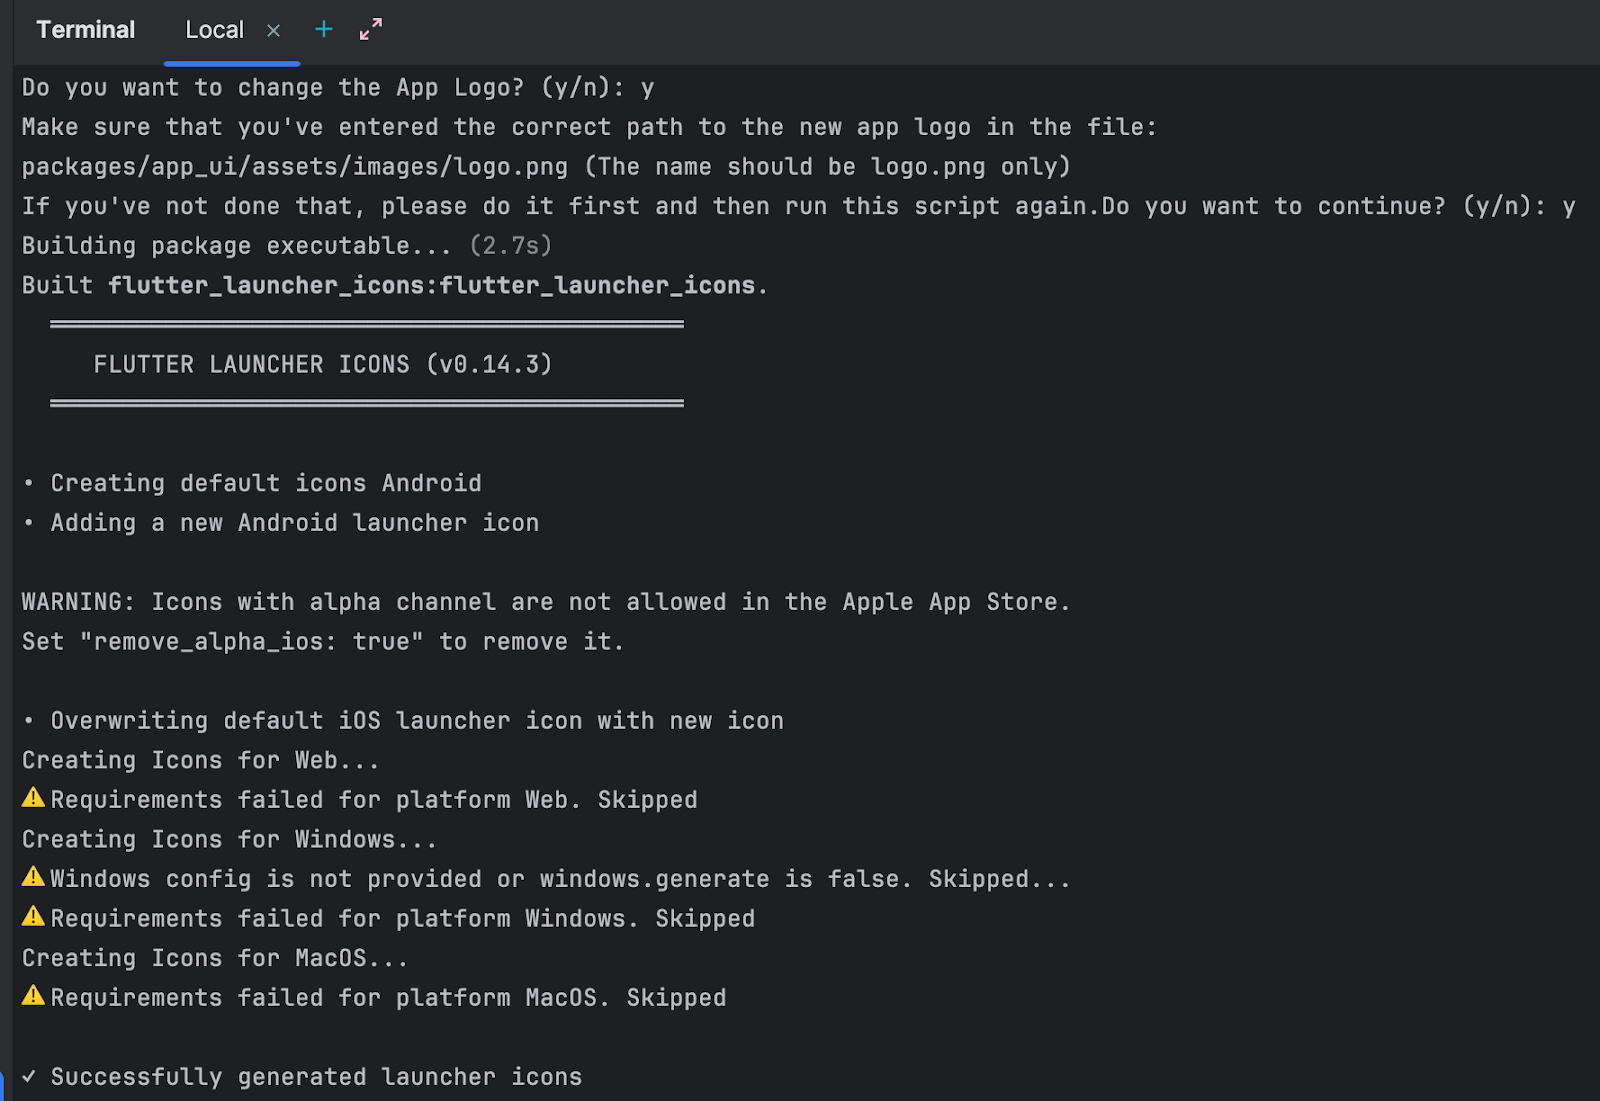 Terminal Local × +
Do you want to change the App Logo? (y/n): y
Make sure that you've entered the correct path to the new app logo in the file:
packages/app_ui/assets/images/logo.png (The name should be logo.png only)
If you've not done that, please do it first and then run this script again.Do you want to continue? (y/n): y
Building package executable... (2.7s)
Built flutter_launcher_icons:flutter_launcher_icons.
════════════════════════════════════════════
FLUTTER LAUNCHER ICONS (v0.14.3)
════════════════════════════════════════════
• Creating default icons Android
• Adding a new Android launcher icon
WARNING: Icons with alpha channel are not allowed in the Apple App Store.
Set "remove_alpha_ios: true" to remove it.
• Overwriting default iOS launcher icon with new icon
Creating Icons for Web...
⚠️Requirements failed for platform Web. Skipped
Creating Icons for Windows...
⚠️Windows config is not provided or windows.generate is false. Skipped...
⚠️Requirements failed for platform Windows. Skipped
Creating Icons for MacOS...
⚠️Requirements failed for platform MacOS. Skipped
✓ Successfully generated launcher icons